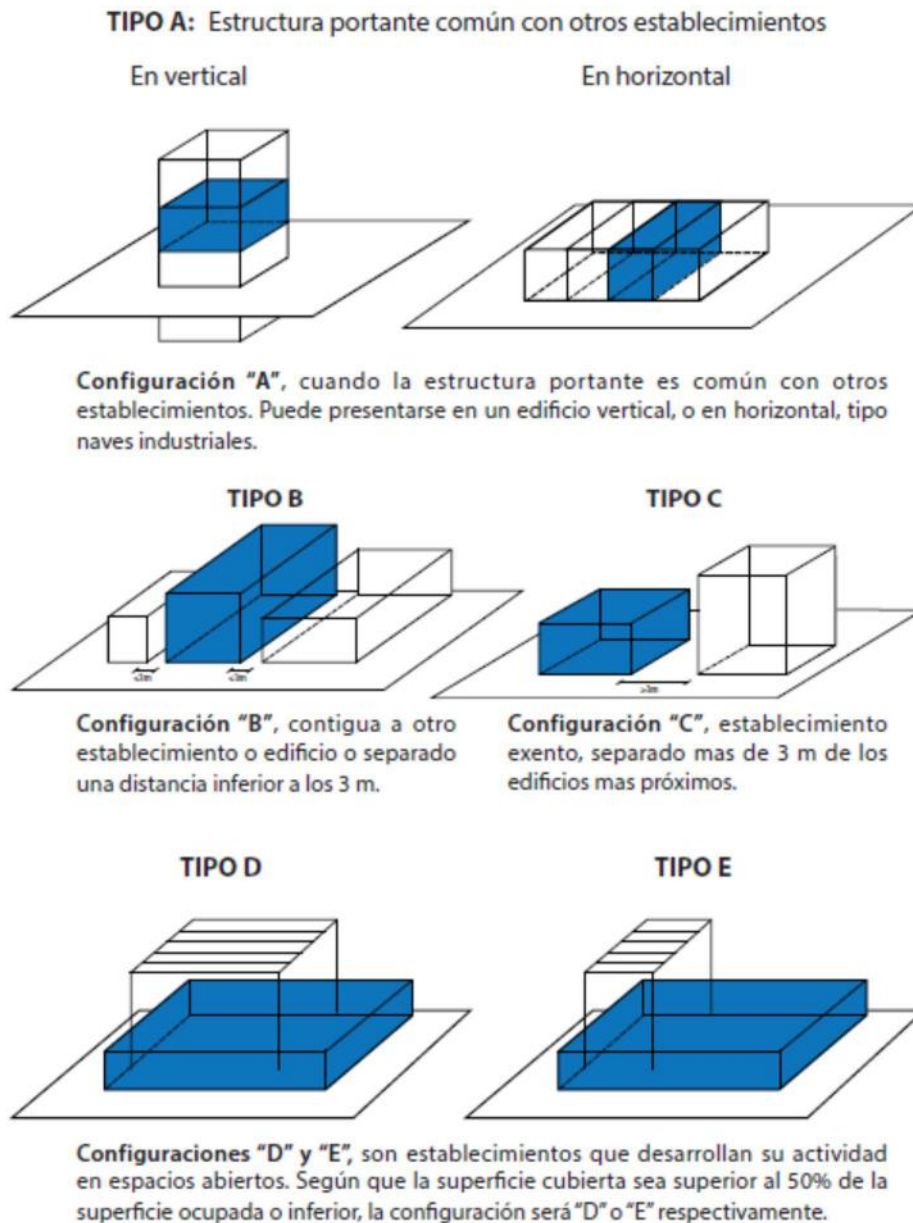 TIPO A: Estructura portante común con otros establecimientos
En vertical
En horizontal
Configuración "A", cuando la estructura portante es común con otros
establecimientos. Puede presentarse en un edificio vertical, o en horizontal, tipo
naves industriales.
TIPO B
TIPO C
<3m
<3m
>3m
Configuración "B", contigua a otro
establecimiento o edificio o separado
una distancia inferior a los 3 m.
Configuración "C", establecimiento
exento, separado mas de 3 m de los
edificios mas próximos.
TIPO D
TIPO E
Configuraciones "D" y "E", son establecimientos que desarrollan su actividad
en espacios abiertos. Según que la superficie cubierta sea superior al 50% de la
superficie ocupada o inferior, la configuración será "D" o "E" respectivamente.